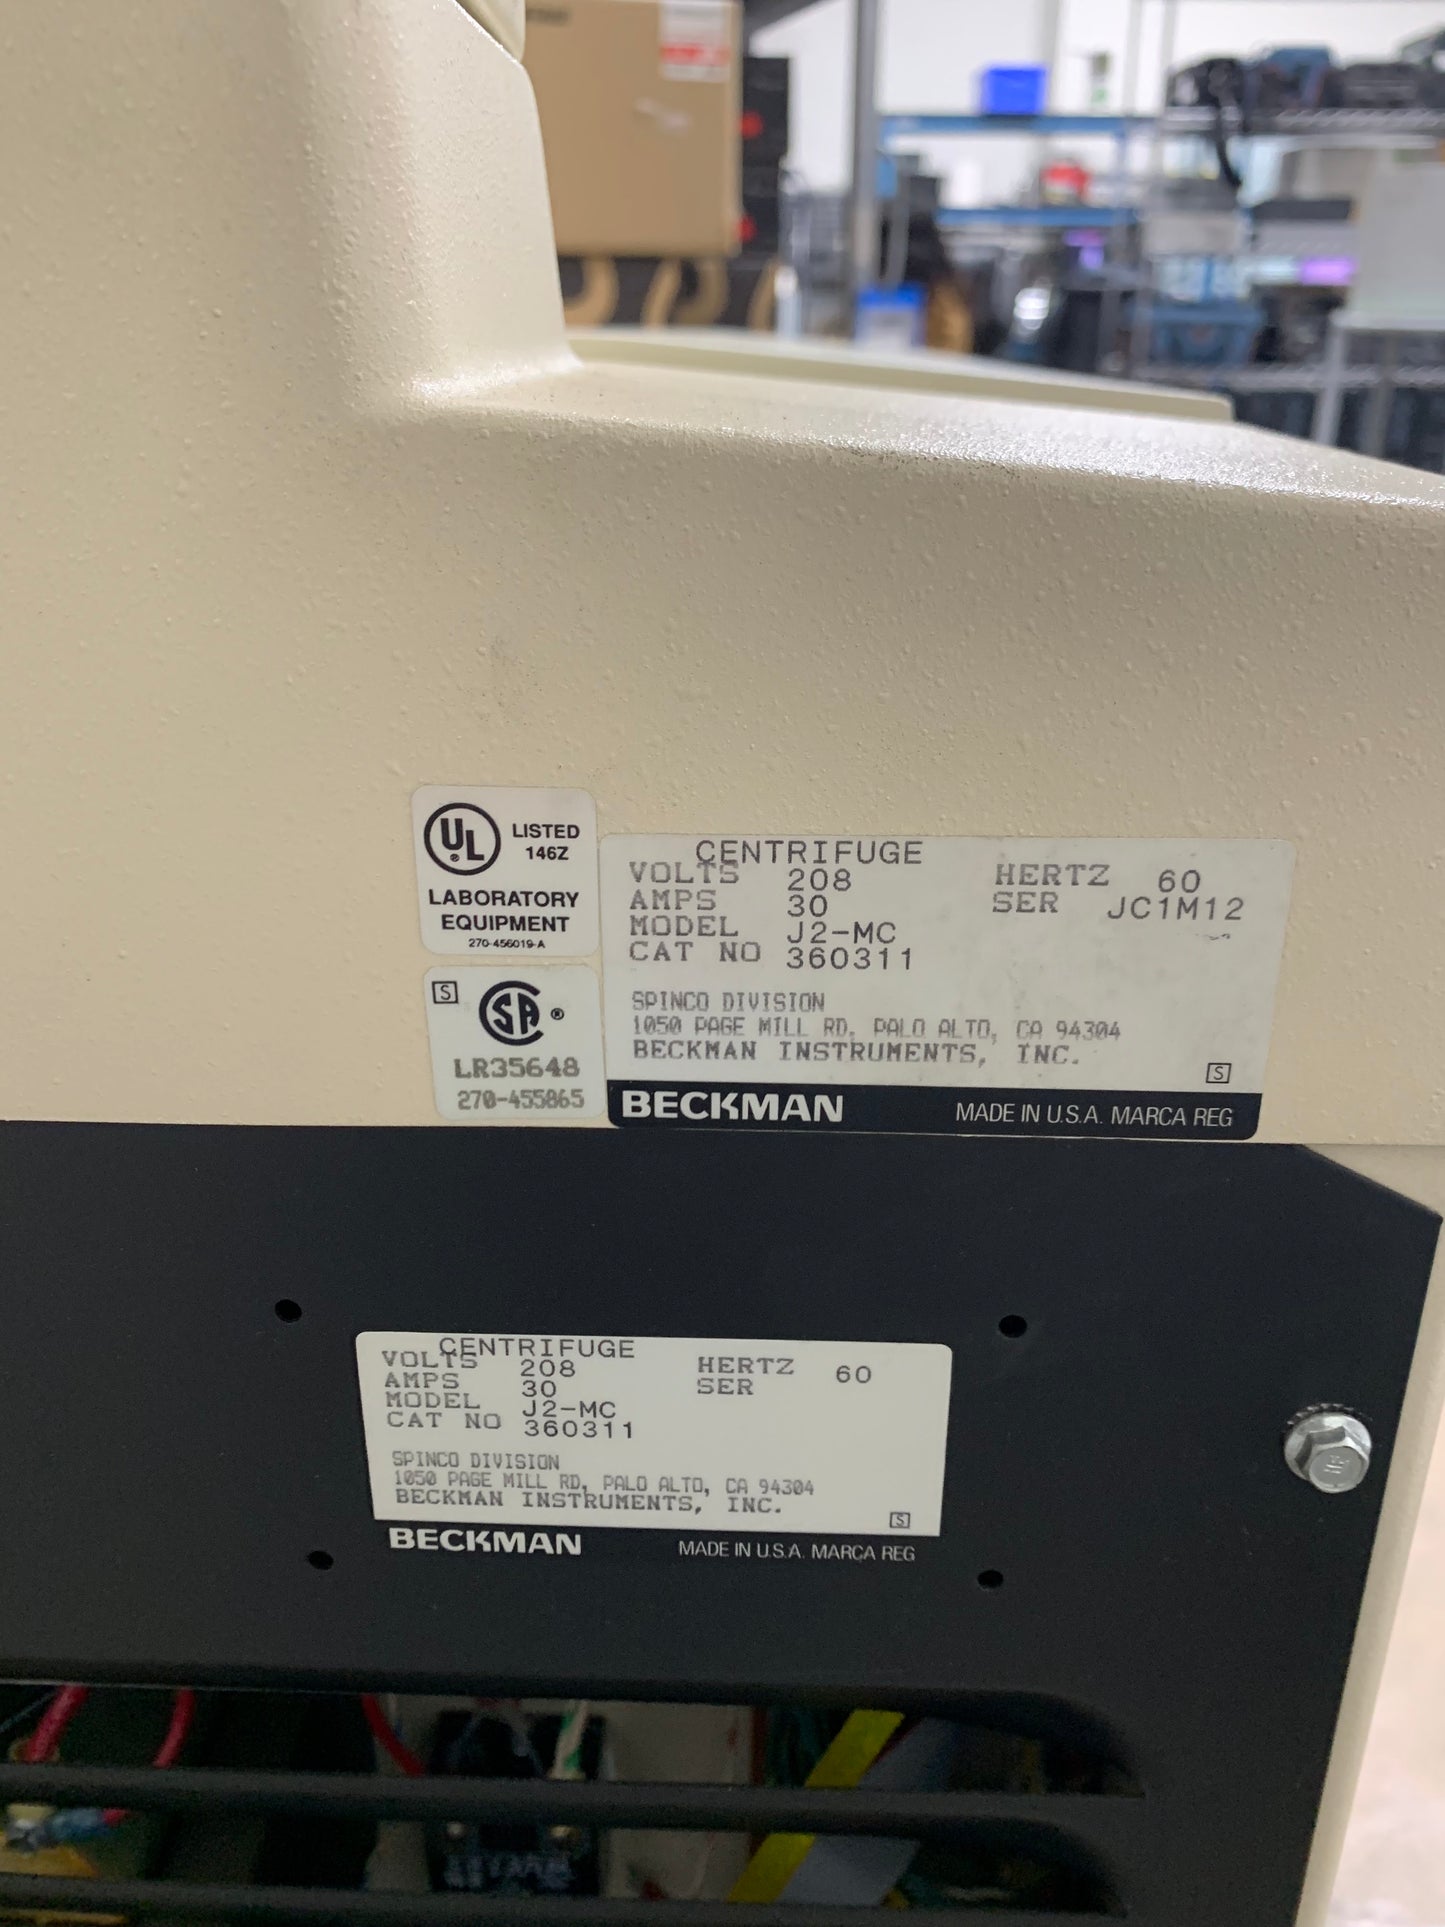 UL
®
LISTED
146Z
LABORATORY
EQUIPMENT
270-456019-A
S
SA ®
LR35648
270-455865
CENTRIFUGE
VOLTS 208 HERTZ 60
AMPS 30 SER JC1M12
MODEL J2-MC
CAT NO 360311
SPINCO DIVISION
1050 PAGE MILL RD, PALO ALTO, CA 94304
BECKMAN INSTRUMENTS, INC.
S
BECKMAN MADE IN U.S.A. MARCA REG
CENTRIFUGE
VOLTS 208 HERTZ 60
AMPS 30 SER
MODEL J2-MC
CAT NO 360311
SPINCO DIVISION
1050 PAGE MILL RD, PALO ALTO, CA 94304
BECKMAN INSTRUMENTS, INC.
S
BECKMAN MADE IN U.S.A. MARCA REG